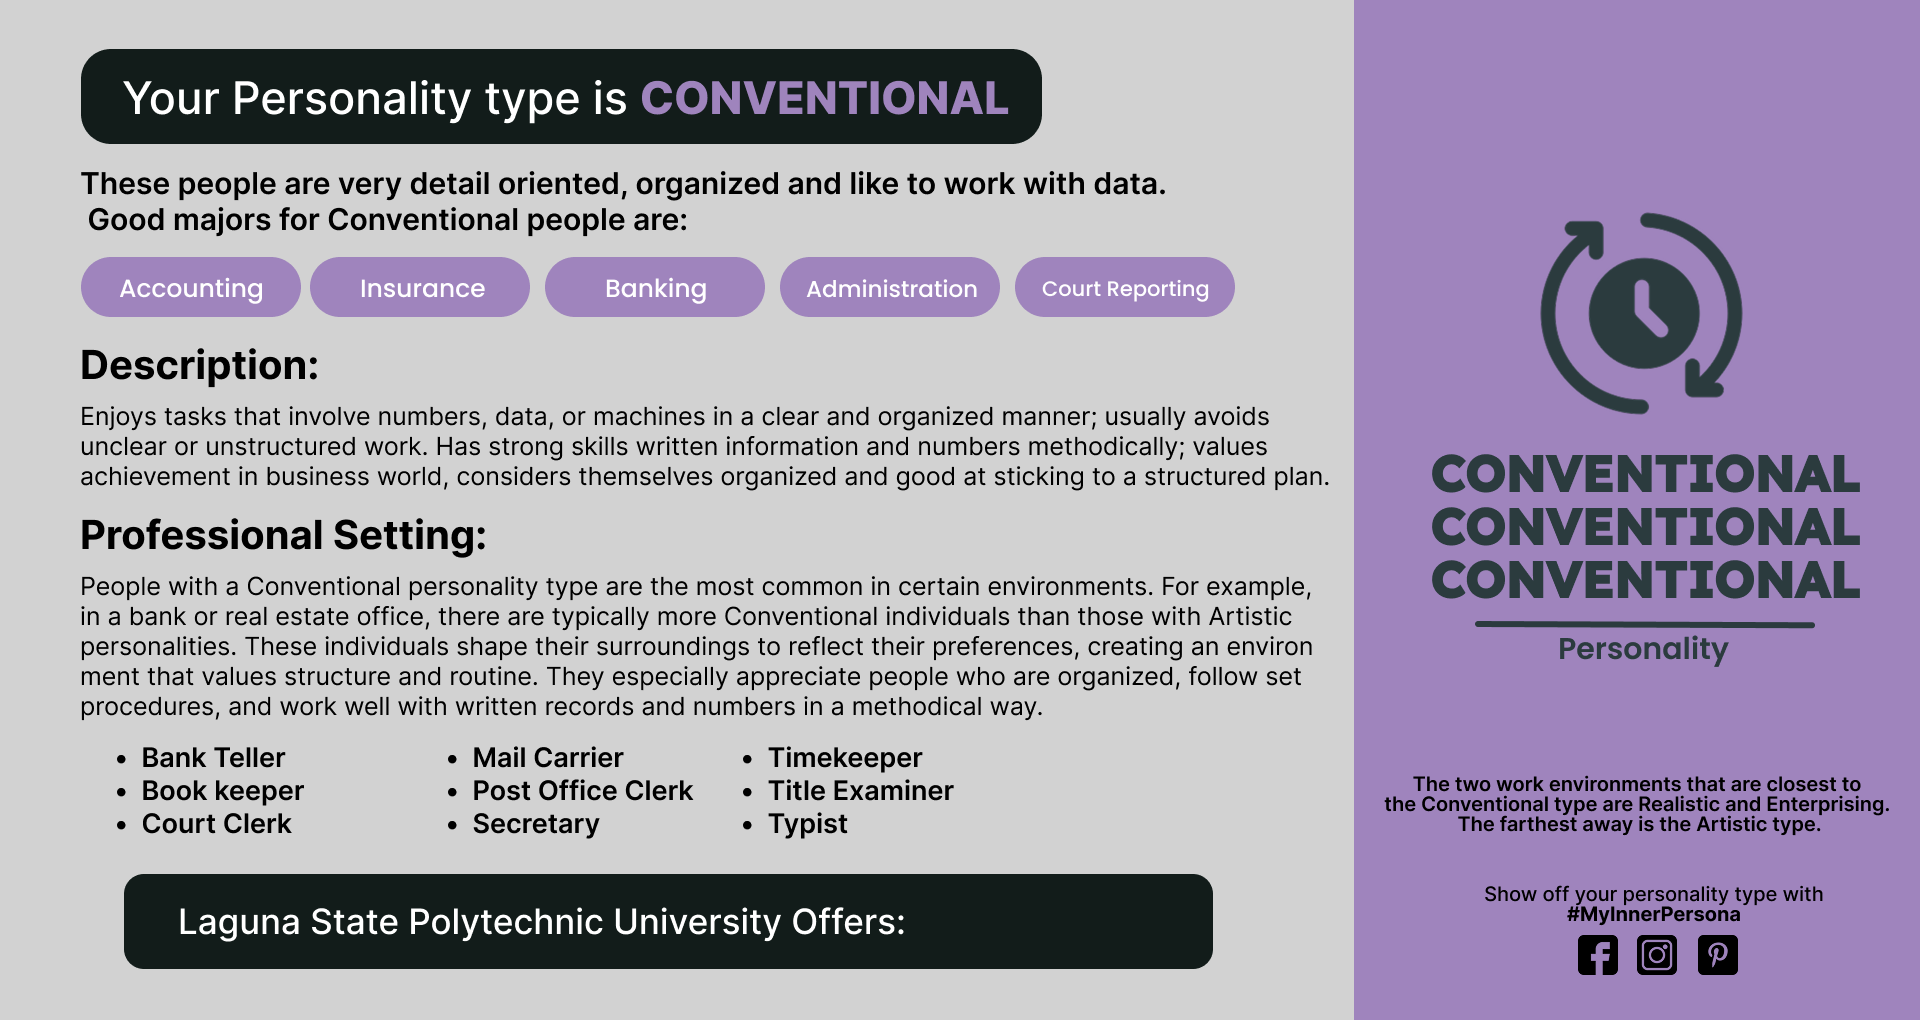 Your Personality type is CONVENTIONAL
These people are very detail oriented, organized and like to work with data.
Good majors for Conventional people are:
Accounting
Insurance
Banking
Administration
Court Reporting
Description:
Enjoys tasks that involve numbers, data, or machines in a clear and organized manner; usually avoids
unclear or unstructured work. Has strong skills written information and numbers methodically; values
achievement in business world, considers themselves organized and good at sticking to a structured plan.
Professional Setting:
People with a Conventional personality type are the most common in certain environments. For example,
in a bank or real estate office, there are typically more Conventional individuals than those with Artistic
personalities. These individuals shape their surroundings to reflect their preferences, creating an environ
ment that values structure and routine. They especially appreciate people who are organized, follow set
procedures, and work well with written records and numbers in a methodical way.
• Bank Teller
• Book keeper
• Court Clerk
• Mail Carrier
• Post Office Clerk
• Secretary
• Timekeeper
• Title Examiner
• Typist
Laguna State Polytechnic University Offers:
CONVENTIONAL
CONVENTIONAL
CONVENTIONAL
Personality
The two work environments that are closest to
the Conventional type are Realistic and Enterprising.
The farthest away is the Artistic type.
Show off your personality type with
#MyInnerPersona